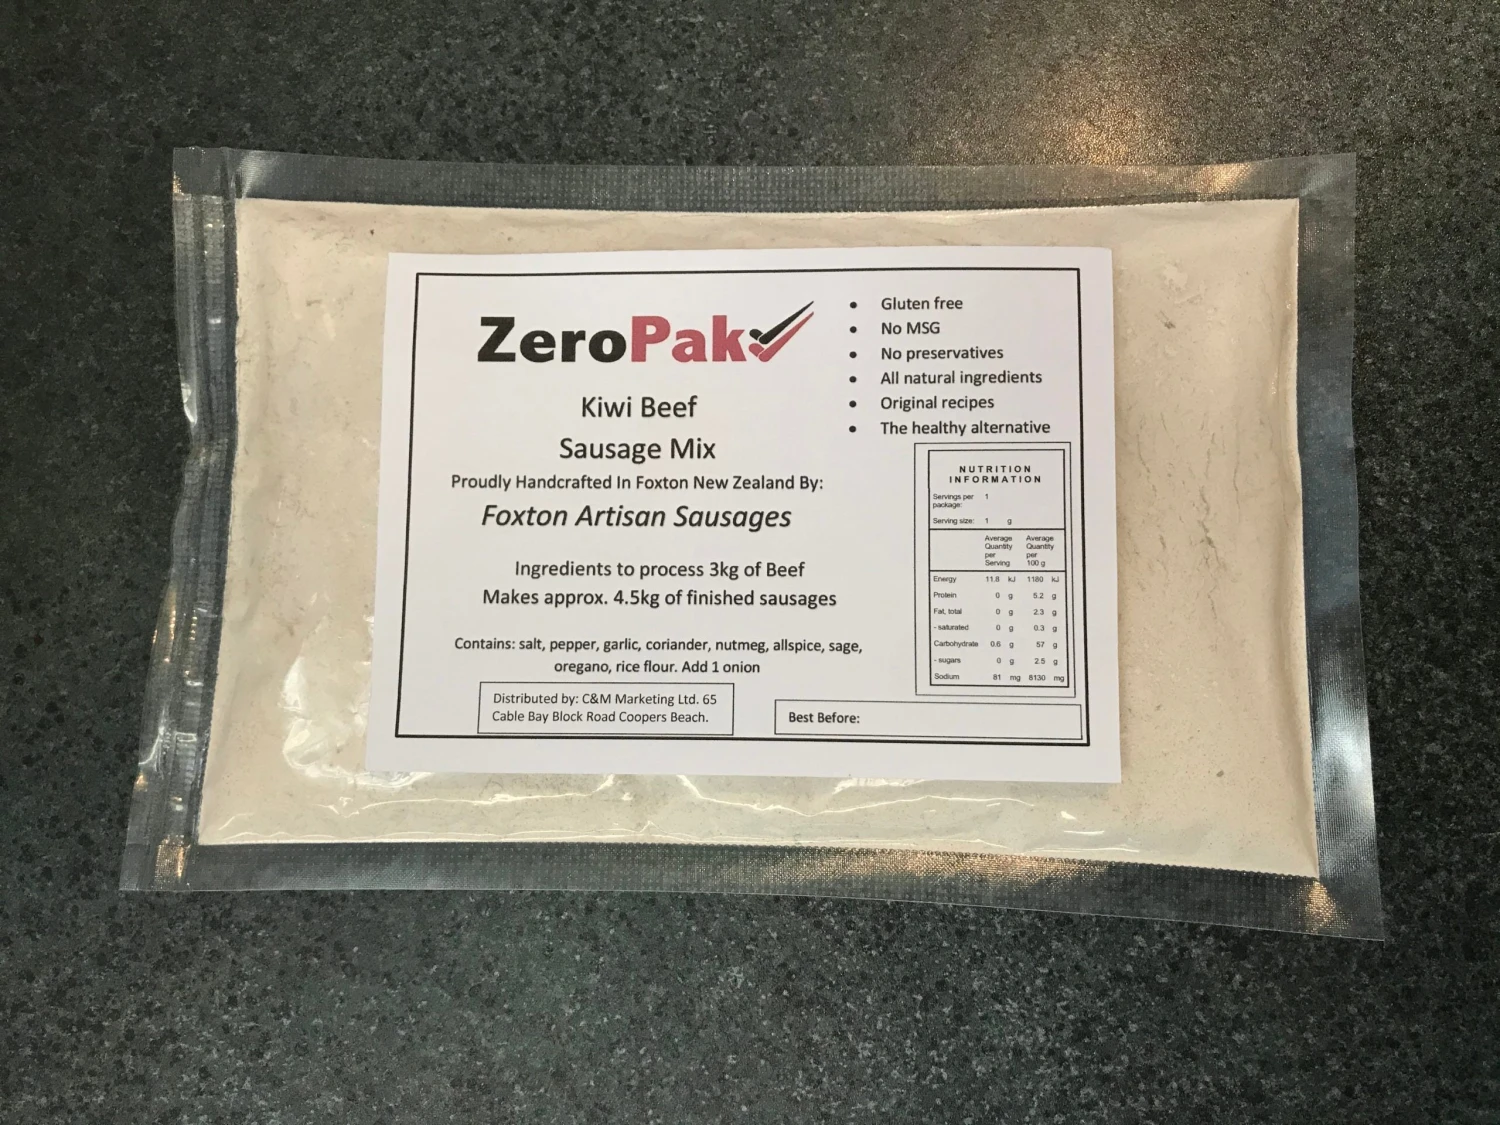 ZeroPak
Kiwi Beef
Sausage Mix
Proudly Handcrafted In Foxton New Zealand By:
Foxton Artisan Sausages
Ingredients to process 3kg of Beef
Makes approx. 4.5kg of finished sausages
Contains: salt, pepper, garlic, coriander, nutmeg, allspice, sage,
oregano, rice flour. Add 1 onion
Distributed by: C&M Marketing Ltd. 65
Cable Bay Block Road Coopers Beach.
• Gluten free
• No MSG
• No preservatives
• All natural ingredients
• Original recipes
• The healthy alternative
NUTRITION
INFORMATION
Servings per package: 1
Serving size: 1 g
Average Quantity per Serving Average Quantity per 100 g
Energy 11.8 kJ 1180 kJ
Protein 0 g 5.2 g
Fat, total 0 g 2.3 g
- saturated 0 g 0.3 g
Carbohydrate 0.6 g 57 g
- sugars 0 g 2.5 g
Sodium 81 mg 8130 mg
Best Before: